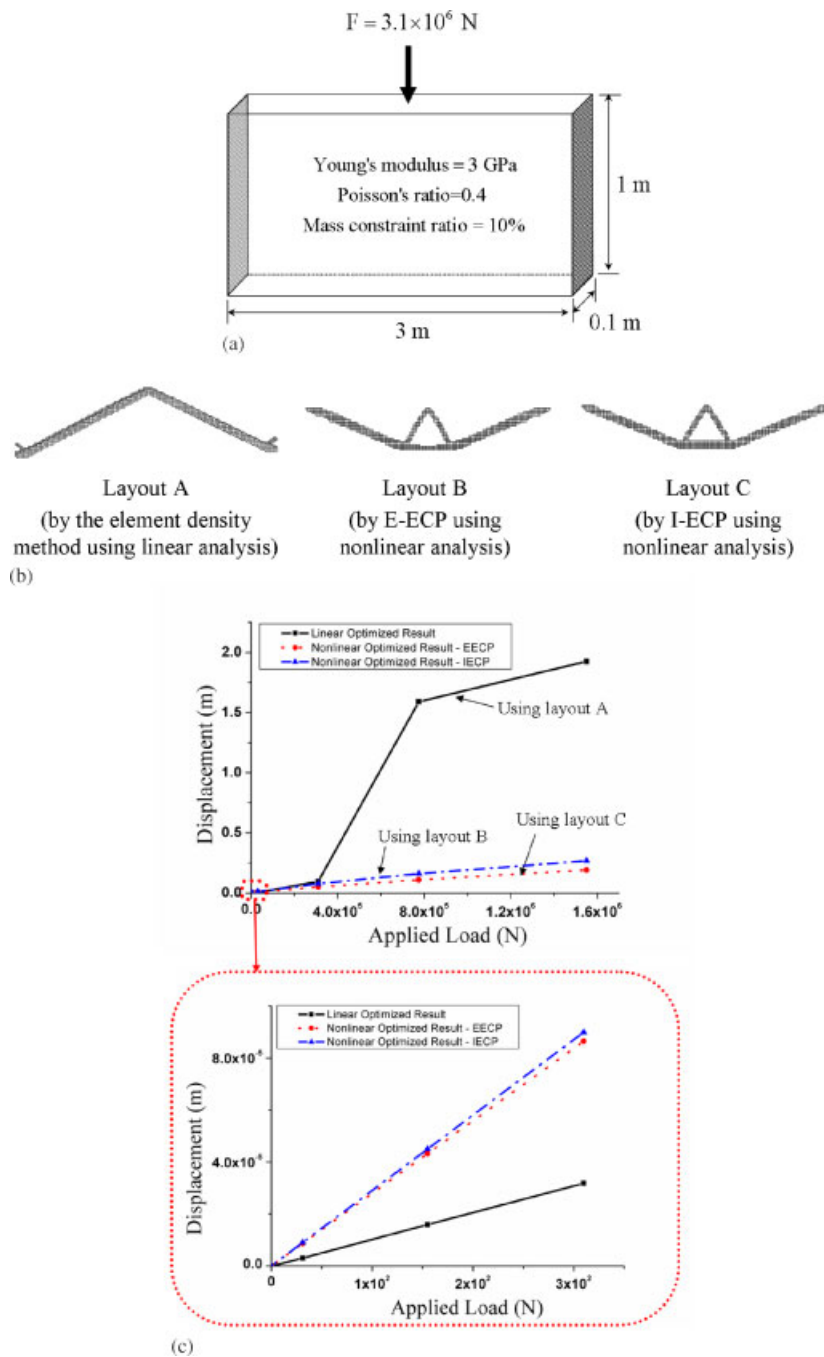 F = 3.1×10⁶ N
Young's modulus = 3 GPa
Poisson's ratio=0.4
Mass constraint ratio = 10%
1 m
0.1 m
3 m
(a)
Layout A
(by the element density
method using linear analysis)
Layout B
(by E-ECP using
nonlinear analysis)
Layout C
(by I-ECP using
nonlinear analysis)
(b)
Linear Optimized Result
Nonlinear Optimized Result - EECP
Nonlinear Optimized Result - IECP
2.0
1.5
1.0
0.5
0.0
Displacement (m)
Using layout A
Using layout B
Using layout C
0.0
4.0x10⁵
8.0x10⁵
1.2x10⁶
1.6x10⁶
Applied Load (N)
Linear Optimized Result
Nonlinear Optimized Result - EECP
Nonlinear Optimized Result - IECP
0.0
Displacement (m)
0
1x10²
2x10²
3x10²
Applied Load (N)
(c)